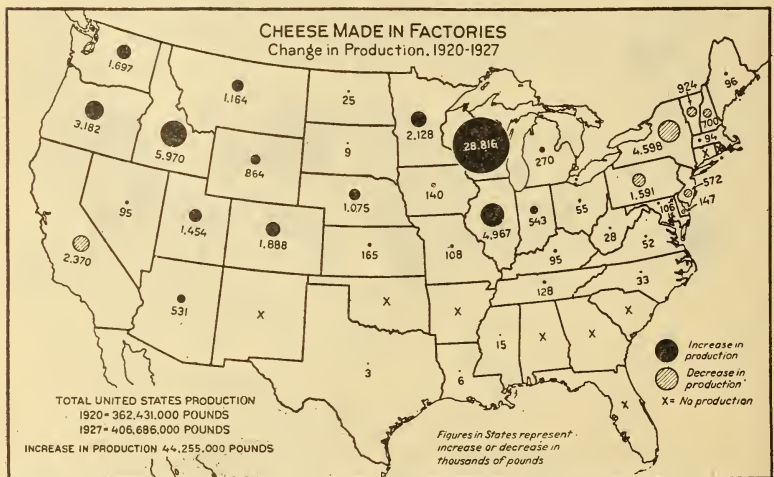 CHEESE MADE IN FACTORIES
Change in Production, 1920-1927
1.697
1.164
25
3.182
5.970
9
2.128
28.816
270
924
700
96
94
X
4.598
864
95
1.454
1.888
1.075
140
4,967
543
55
1,591
572
147
106
2.370
165
108
28
52
95
531
X
X
X
128
33
X
X
X
15
3
6
X
Increase in
production
Decrease in
production
X = No production
TOTAL UNITED STATES PRODUCTION
1920 = 362,431,000 POUNDS
1927 = 406,686,000 POUNDS
INCREASE IN PRODUCTION 44,255,000 POUNDS
Figures in States represent
increase or decrease in
thousands of pounds